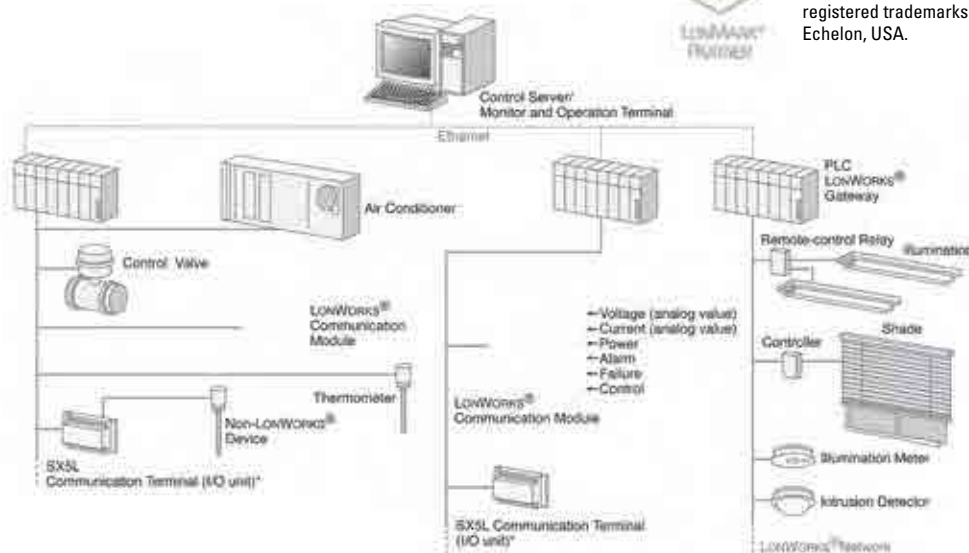 registered trademarks
Echelon, USA.
LONMARK®
PARTNER
Control Server/
Monitor and Operation Terminal
Ethernet
PLC
LONWORKS®
Gateway
Air Conditioner
Remote-control Relay
Illumination
Control Valve
LONWORKS®
Communication
Module
←Voltage (analog value)
←Current (analog value)
←Power
←Alarm
←Failure
←Control
Shade
Controller
Thermometer
Non-LONWORKS®
Device
LONWORKS®
Communication Module
SX5L
Communication Terminal (I/O unit)*
Illumination Meter
Intrusion Detector
SX5L Communication Terminal
(I/O unit)*
LONWORKS® Network